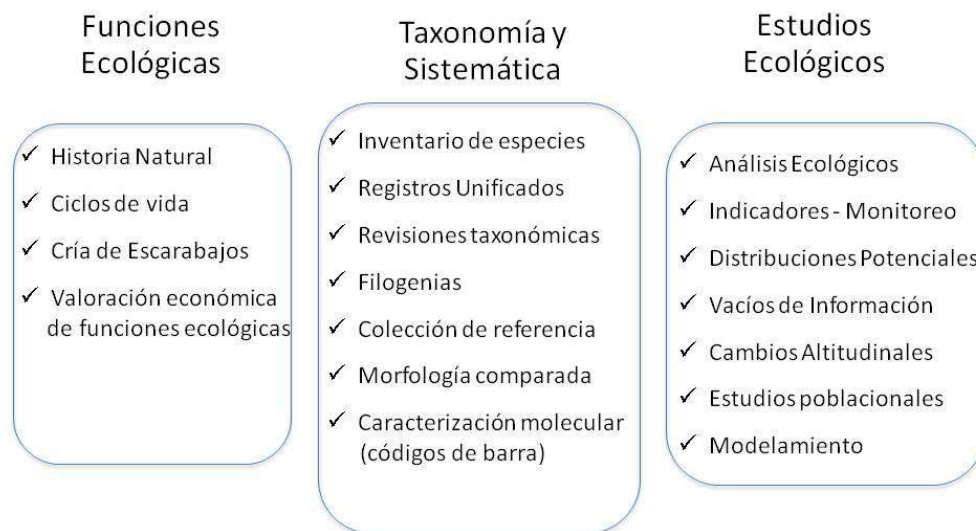 Funciones
Ecológicas
✓ Historia Natural
✓ Ciclos de vida
✓ Cría de Escarabajos
✓ Valoración económica
de funciones ecológicas
Taxonomía y
Sistemática
✓ Inventario de especies
✓ Registros Unificados
✓ Revisiones taxonómicas
✓ Filogenias
✓ Colección de referencia
✓ Morfología comparada
✓ Caracterización molecular
(códigos de barra)
Estudios
Ecológicos
✓ Análisis Ecológicos
✓ Indicadores - Monitoreo
✓ Distribuciones Potenciales
✓ Vacíos de Información
✓ Cambios Altitudinales
✓ Estudios poblacionales
✓ Modelamiento